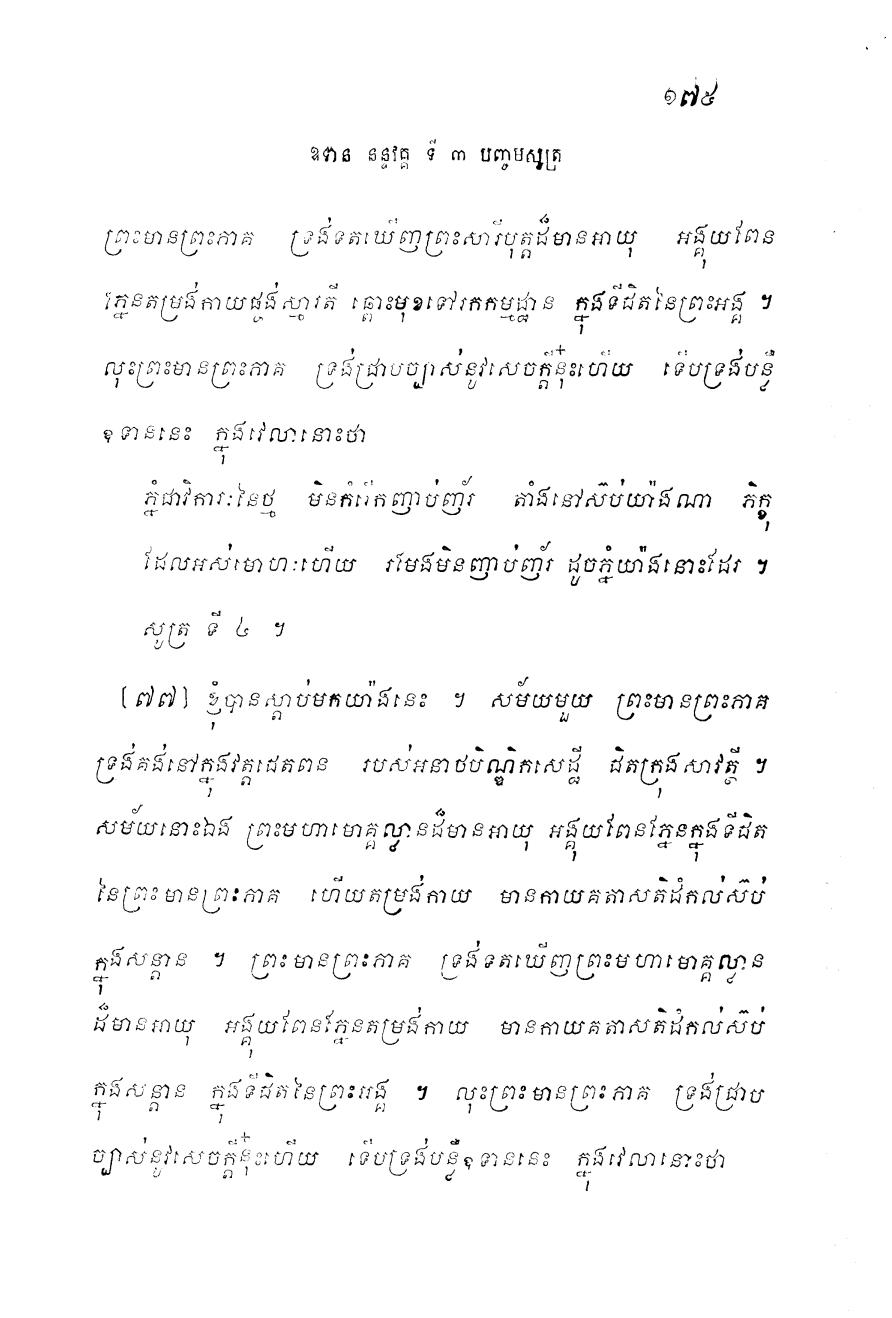 ១៧៥
ឧទាន នន្ទវគ្គ ទី ៣ បញ្ចមសូត្រ
ព្រះមានព្រះភាគ ទ្រង់ទតឃើញព្រះសារីបុត្តដ៏មានអាយុ អង្គុយពែន
ភ្នែនតម្រង់កាយផ្ចង់ស្មារតី ឆ្ពោះមុខទៅរកកម្មដ្ឋាន ក្នុងទីជិតនៃព្រះអង្គ ។
លុះព្រះមានព្រះភាគ ទ្រង់ជ្រាបច្បាស់នូវសេចក្តីនុ៎ះហើយ ទើបទ្រង់បន្លឺ
ឧទាននេះ ក្នុងវេលានោះថា
ភ្នំជាវិការៈនៃថ្ម មិនកំរើកញាប់ញ័រ តាំងនៅស៊ប់យ៉ាងណា ភិក្ខុ
ដែលអស់មោហៈហើយ រមែងមិនញាប់ញ័រ ដូចភ្នំយ៉ាងនោះដែរ ។
សូត្រ ទី ៤ ។
(៧៧) ខ្ញុំបានស្តាប់មកយ៉ាងនេះ ។ សម័យមួយ ព្រះមានព្រះភាគ
ទ្រង់គង់នៅក្នុងវត្តជេតពន របស់អនាថបិណ្ឌិកសេដ្ឋី ជិតក្រុងសាវត្ថី ។
សម័យនោះឯង ព្រះមហាមោគ្គល្លានដ៏មានអាយុ អង្គុយពែនភ្នែនក្នុងទីជិត
នៃព្រះមានព្រះភាគ ហើយតម្រង់កាយ មានកាយគតាសតិដំកល់ស៊ប់
ក្នុងសន្តាន ។ ព្រះមានព្រះភាគ ទ្រង់ទតឃើញព្រះមហាមោគ្គល្លាន
ដ៏មានអាយុ អង្គុយពែនភ្នែនតម្រង់កាយ មានកាយគតាសតិដំកល់ស៊ប់
ក្នុងសន្តាន ក្នុងទីជិតនៃព្រះអង្គ ។ លុះព្រះមានព្រះភាគ ទ្រង់ជ្រាប
ច្បាស់នូវសេចក្តីនុ៎ះហើយ ទើបទ្រង់បន្លឺឧទាននេះ ក្នុងវេលានោះថា